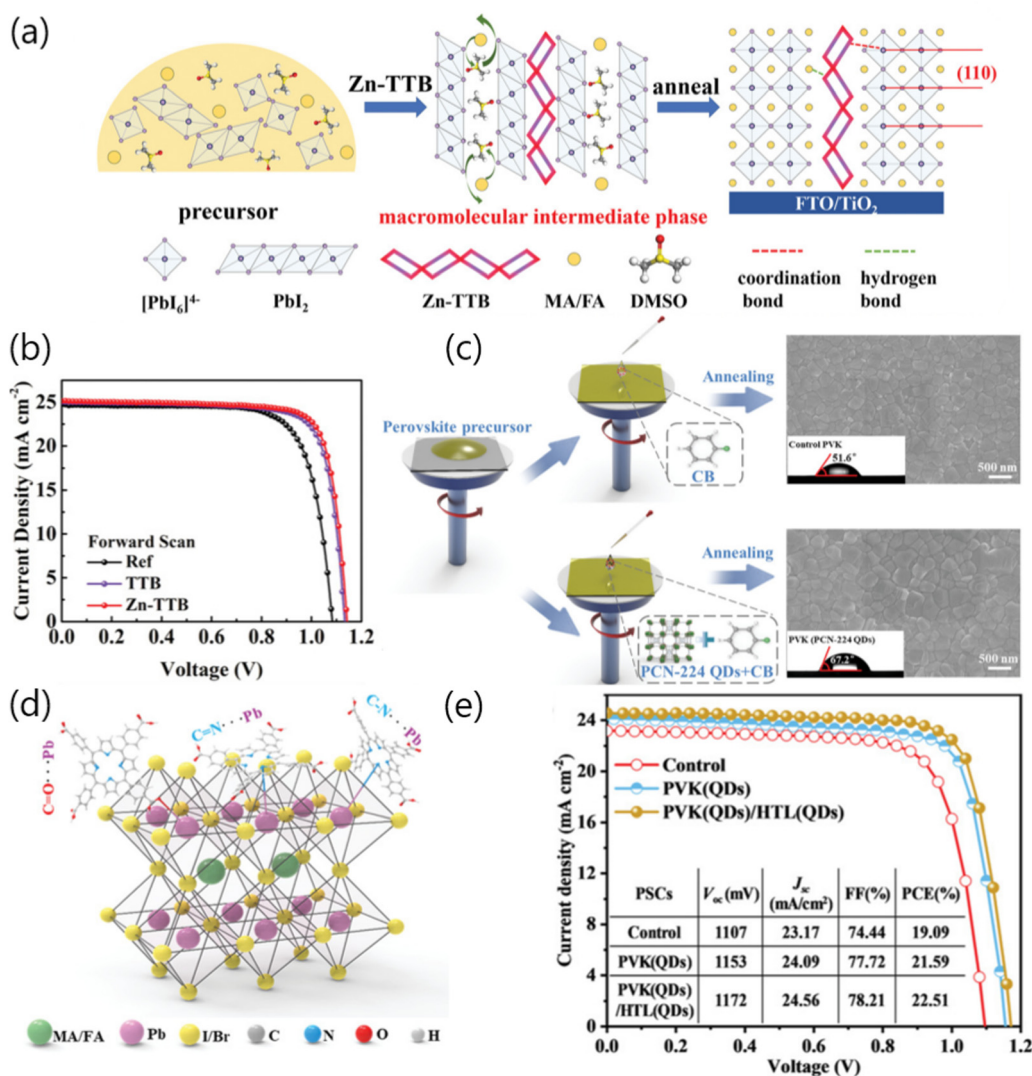 (a)
Zn-TTB
anneal
(110)
precursor
macromolecular intermediate phase
FTO/TiO2
[PbI6]4-
PbI2
Zn-TTB
MA/FA
DMSO
coordination
bond
hydrogen
bond
(b)
Current Density (mA cm-2)
25
20
15
10
5
0
Forward Scan
Ref
TTB
Zn-TTB
0.0 0.2 0.4 0.6 0.8 1.0 1.2
Voltage (V)
(c)
Perovskite precursor
CB
Annealing
Control PVK
51.6°
500 nm
PCN-224 QDs+CB
Annealing
PVK (PCN-224 QDs)
67.2°
500 nm
(d)
C=O···Pb
C=N···Pb
C-N···Pb
MA/FA Pb I/Br C N O H
(e)
Current density (mA cm-2)
24
20
16
12
8
4
0
Control
PVK(QDs)
PVK(QDs)/HTL(QDs)
PSCs Voc (mV) Jsc (mA/cm2) FF(%) PCE(%)
Control 1107 23.17 74.44 19.09
PVK(QDs) 1153 24.09 77.72 21.59
PVK(QDs)
/HTL(QDs) 1172 24.56 78.21 22.51
0.0 0.2 0.4 0.6 0.8 1.0 1.2
Voltage (V)